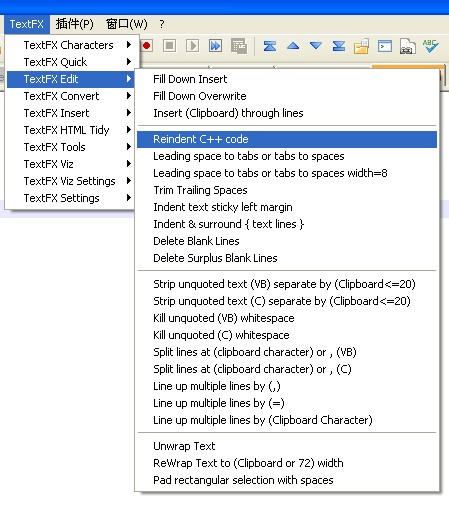 TextFX 插件(P) 窗口(W) ?
TextFX Characters
TextFX Quick
TextFX Edit
TextFX Convert
TextFX Insert
TextFX HTML Tidy
TextFX Tools
TextFX Viz
TextFX Viz Settings
TextFX Settings
ABC
Fill Down Insert
Fill Down Overwrite
Insert (Clipboard) through lines
Reindent C++ code
Leading space to tabs or tabs to spaces
Leading space to tabs or tabs to spaces width=8
Trim Trailing Spaces
Indent text sticky left margin
Indent & surround { text lines }
Delete Blank Lines
Delete Surplus Blank Lines
Strip unquoted text (VB) separate by (Clipboard<=20)
Strip unquoted text (C) separate by (Clipboard<=20)
Kill unquoted (VB) whitespace
Kill unquoted (C) whitespace
Split lines at (clipboard character) or , (VB)
Split lines at (clipboard character) or , (C)
Line up multiple lines by (,)
Line up multiple lines by (=)
Line up multiple lines by (Clipboard Character)
Unwrap Text
ReWrap Text to (Clipboard or 72) width
Pad rectangular selection with spaces